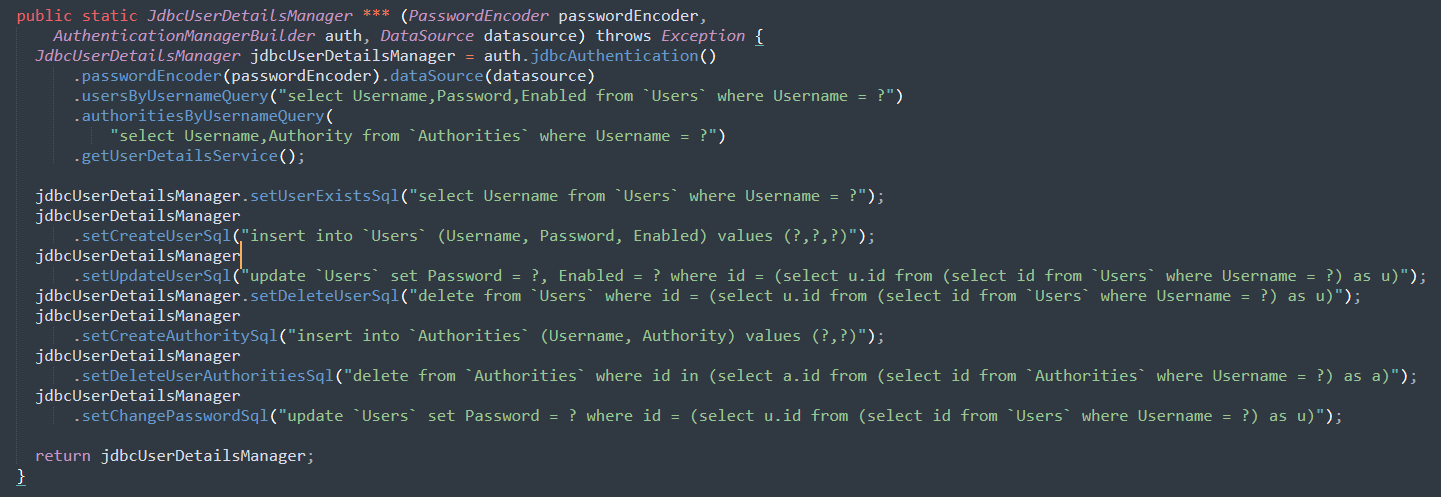 public static JdbcUserDetailsManager *** (PasswordEncoder passwordEncoder,
AuthenticationManagerBuilder auth, DataSource datasource) throws Exception {
JdbcUserDetailsManager jdbcUserDetailsManager = auth.jdbcAuthentication()
.passwordEncoder(passwordEncoder).dataSource(datasource)
.usersByUsernameQuery("select Username,Password,Enabled from `Users` where Username = ?")
.authoritiesByUsernameQuery(
"select Username,Authority from `Authorities` where Username = ?")
.getUserDetailsService();
jdbcUserDetailsManager.setUserExistsSql("select Username from `Users` where Username = ?");
jdbcUserDetailsManager
.setCreateUserSql("insert into `Users` (Username, Password, Enabled) values (?,?,?)");
jdbcUserDetailsManager
.setUpdateUserSql("update `Users` set Password = ?, Enabled = ? where id = (select u.id from (select id from `Users` where Username = ?) as u)");
jdbcUserDetailsManager.setDeleteUserSql("delete from `Users` where id = (select u.id from (select id from `Users` where Username = ?) as u)");
jdbcUserDetailsManager
.setCreateAuthoritySql("insert into `Authorities` (Username, Authority) values (?,?)");
jdbcUserDetailsManager
.setDeleteUserAuthoritiesSql("delete from `Authorities` where id in (select a.id from (select id from `Authorities` where Username = ?) as a)");
jdbcUserDetailsManager
.setChangePasswordSql("update `Users` set Password = ? where id = (select u.id from (select id from `Users` where Username = ?) as u)");
return jdbcUserDetailsManager;
}